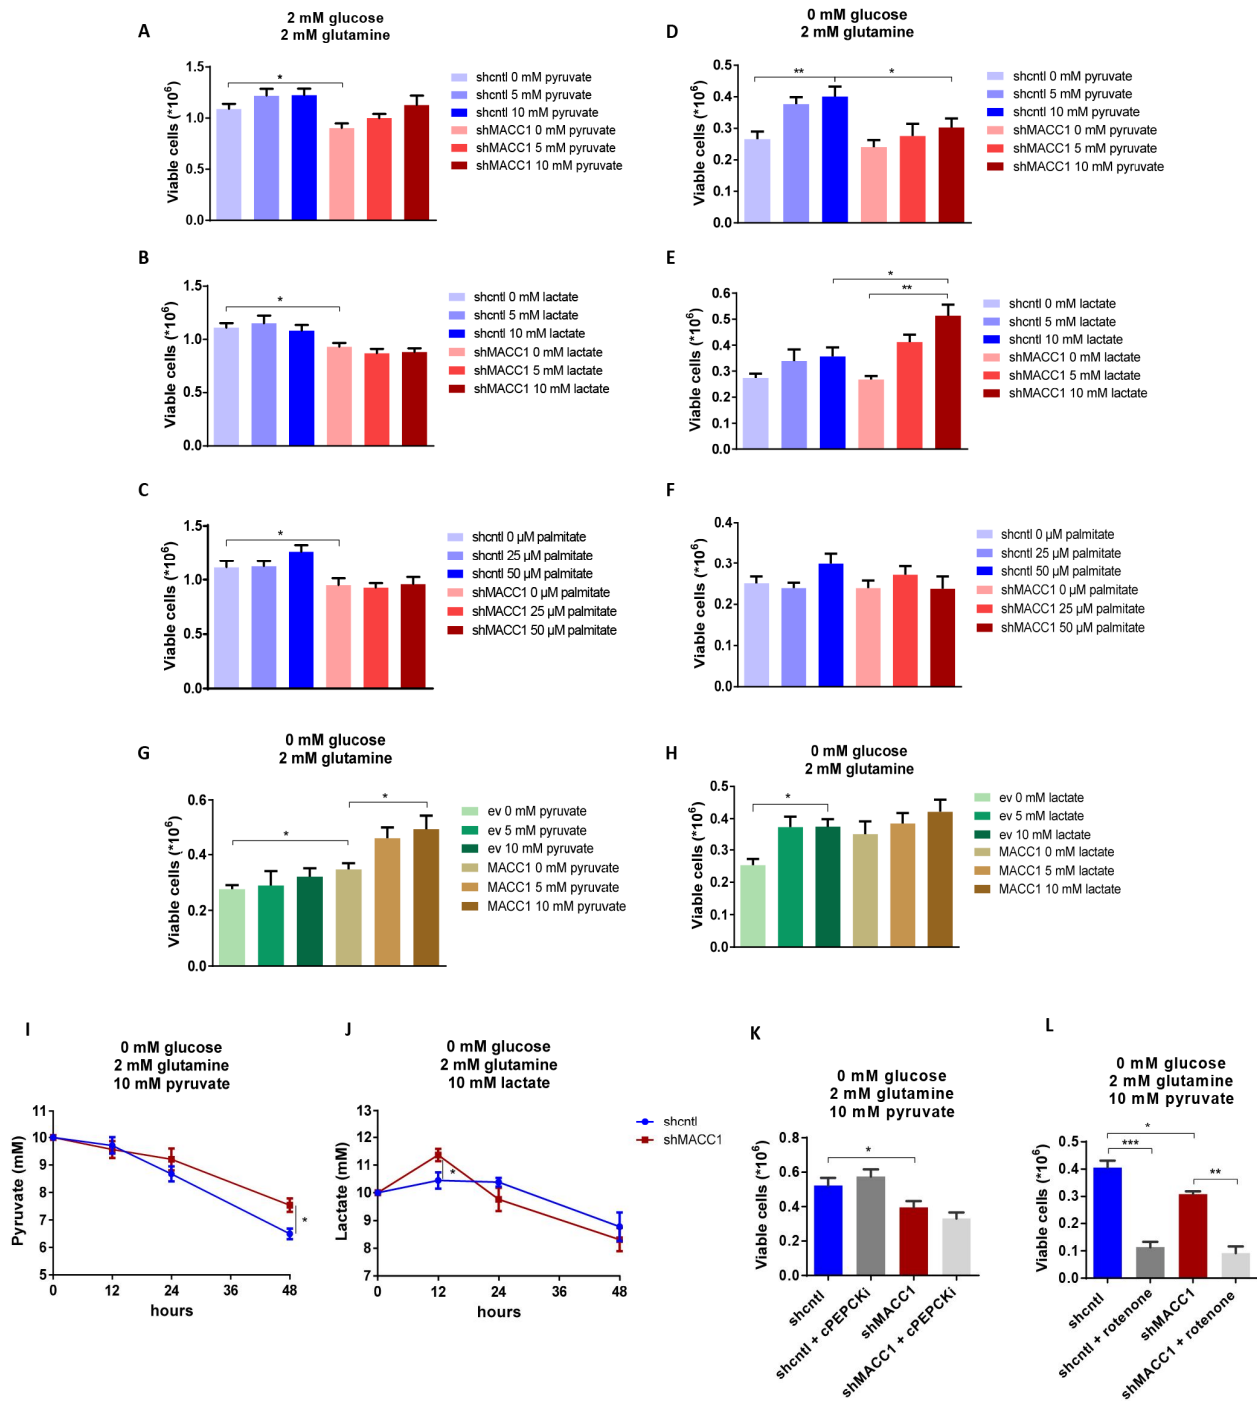 A
2 mM glucose
2 mM glutamine
Viable cells (*10⁶)
1.5
1.0
0.5
0.0
*
shcntl 0 mM pyruvate
shcntl 5 mM pyruvate
shcntl 10 mM pyruvate
shMACC1 0 mM pyruvate
shMACC1 5 mM pyruvate
shMACC1 10 mM pyruvate
D
0 mM glucose
2 mM glutamine
Viable cells (*10⁶)
0.5
0.4
0.3
0.2
0.1
0.0
**
*
shcntl 0 mM pyruvate
shcntl 5 mM pyruvate
shcntl 10 mM pyruvate
shMACC1 0 mM pyruvate
shMACC1 5 mM pyruvate
shMACC1 10 mM pyruvate
B
Viable cells (*10⁶)
1.5
1.0
0.5
0.0
*
shcntl 0 mM lactate
shcntl 5 mM lactate
shcntl 10 mM lactate
shMACC1 0 mM lactate
shMACC1 5 mM lactate
shMACC1 10 mM lactate
E
Viable cells (*10⁶)
0.6
0.5
0.4
0.3
0.2
0.1
0.0
*
**
shcntl 0 mM lactate
shcntl 5 mM lactate
shcntl 10 mM lactate
shMACC1 0 mM lactate
shMACC1 5 mM lactate
shMACC1 10 mM lactate
C
Viable cells (*10⁶)
1.5
1.0
0.5
0.0
*
shcntl 0 µM palmitate
shcntl 25 µM palmitate
shcntl 50 µM palmitate
shMACC1 0 µM palmitate
shMACC1 25 µM palmitate
shMACC1 50 µM palmitate
F
Viable cells (*10⁶)
0.4
0.3
0.2
0.1
0.0
shcntl 0 µM palmitate
shcntl 25 µM palmitate
shcntl 50 µM palmitate
shMACC1 0 µM palmitate
shMACC1 25 µM palmitate
shMACC1 50 µM palmitate
G
0 mM glucose
2 mM glutamine
Viable cells (*10⁶)
0.6
0.4
0.2
0.0
*
*
ev 0 mM pyruvate
ev 5 mM pyruvate
ev 10 mM pyruvate
MACC1 0 mM pyruvate
MACC1 5 mM pyruvate
MACC1 10 mM pyruvate
H
0 mM glucose
2 mM glutamine
Viable cells (*10⁶)
0.5
0.4
0.3
0.2
0.1
0.0
*
ev 0 mM lactate
ev 5 mM lactate
ev 10 mM lactate
MACC1 0 mM lactate
MACC1 5 mM lactate
MACC1 10 mM lactate
I
0 mM glucose
2 mM glutamine
10 mM pyruvate
Pyruvate (mM)
11
10
9
8
7
6
5
*
0 12 24 36 48
hours
J
0 mM glucose
2 mM glutamine
10 mM lactate
Lactate (mM)
13
12
11
10
9
8
7
*
0 12 24 36 48
hours
shcntl
shMACC1
K
0 mM glucose
2 mM glutamine
10 mM pyruvate
Viable cells (*10⁶)
0.8
0.6
0.4
0.2
0.0
*
shcntl
shcntl + cPEPCKi
shMACC1
shMACC1 + cPEPCKi
L
0 mM glucose
2 mM glutamine
10 mM pyruvate
Viable cells (*10⁶)
0.5
0.4
0.3
0.2
0.1
0.0
*
***
**
shcntl
shcntl + rotenone
shMACC1
shMACC1 + rotenone